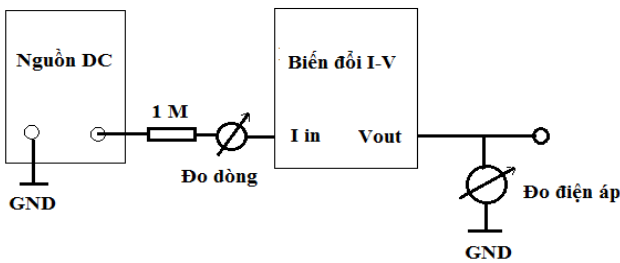 Nguồn DC
Biến đổi I-V
1 M
I in
Vout
Đo dòng
Đo điện áp
GND
GND